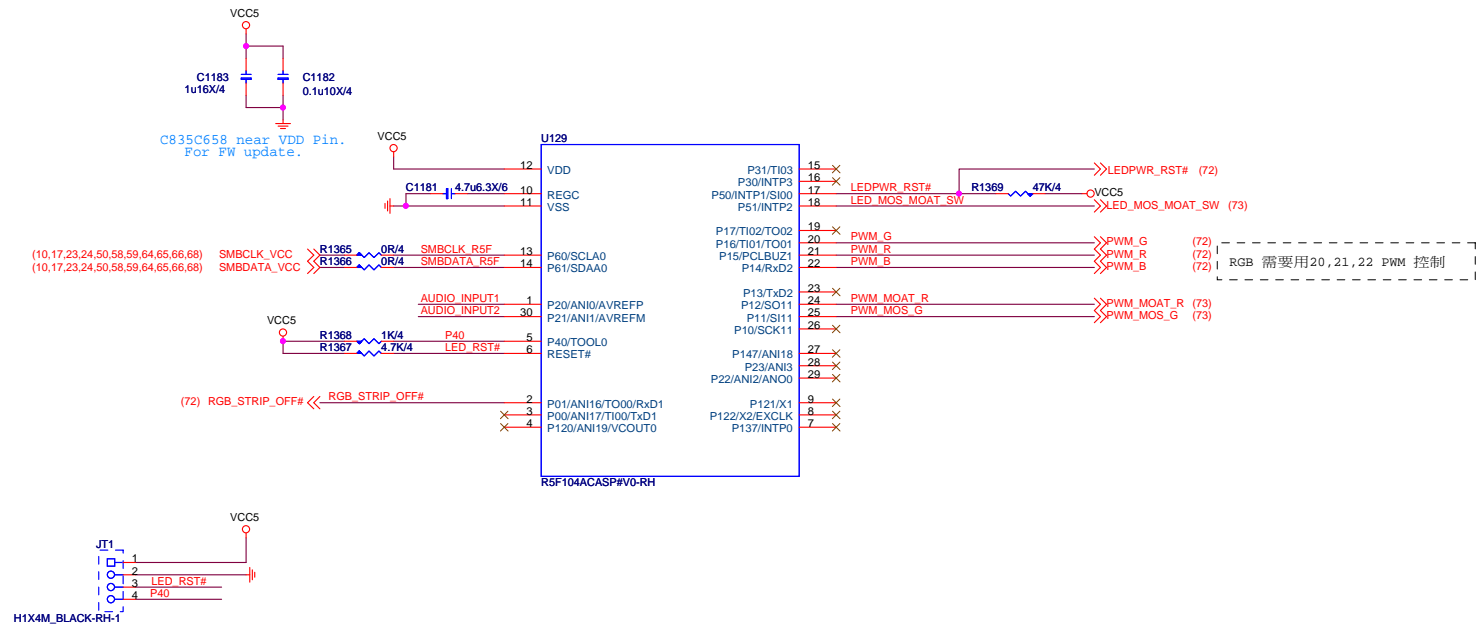 VCC5
C1183
1u16X/4
C1182
0.1u10X/4
C835C658 near VDD Pin.
For FW update.
VCC5
U129
12 VDD
C1181 4.7u6.3X/6
10 REGC
11 VSS
(10,17,23,24,50,58,59,64,65,66,68) SMBCLK_VCC R1365 0R/4 SMBCLK_R5F 13 P60/SCLA0
(10,17,23,24,50,58,59,64,65,66,68) SMBDATA_VCC R1366 0R/4 SMBDATA_R5F 14 P61/SDAA0
AUDIO_INPUT1 1 P20/ANI0/AVREFP
AUDIO_INPUT2 30 P21/ANI1/AVREFM
VCC5
R1368 1K/4 P40 5 P40/TOOL0
R1367 4.7K/4 LED_RST# 6 RESET#
(72) RGB_STRIP_OFF# RGB_STRIP_OFF# 2 P01/ANI16/TO00/RxD1
3 P00/ANI17/TI00/TxD1
4 P120/ANI19/VCOUT0
P31/TI03 15
P30/INTP3 16
P50/INTP1/SI00 17 LEDPWR_RST# R1369 47K/4 VCC5
LEDPWR_RST# (72)
P51/INTP2 18 LED_MOS_MOAT_SW LED_MOS_MOAT_SW (73)
P17/TI02/TO02 19
P16/TI01/TO01 20 PWM_G PWM_G (72)
P15/PCLBUZ1 21 PWM_R PWM_R (72)
P14/RxD2 22 PWM_B PWM_B (72)
RGB 需要用20,21,22 PWM 控制
P13/TxD2 23
P12/SO11 24 PWM_MOAT_R PWM_MOAT_R (73)
P11/SI11 25 PWM_MOS_G PWM_MOS_G (73)
P10/SCK11 26
P147/ANI18 27
P23/ANI3 28
P22/ANI2/ANO0 29
P121/X1 9
P122/X2/EXCLK 8
P137/INTP0 7
R5F104ACASP#V0-RH
VCC5
JT1
1
2
3 LED_RST#
4 P40
H1X4M_BLACK-RH-1